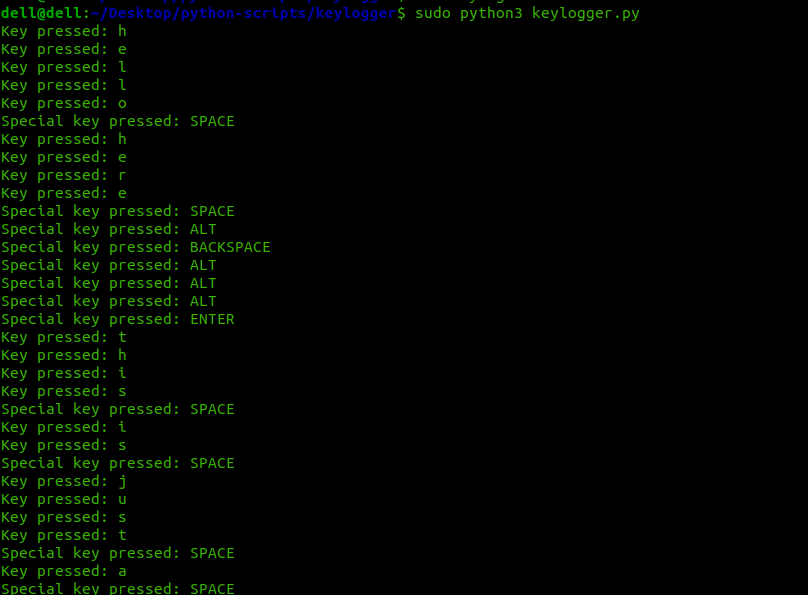 dell@dell:~/Desktop/python-scripts/keylogger$ sudo python3 keylogger.py
Key pressed: h
Key pressed: e
Key pressed: l
Key pressed: l
Key pressed: o
Special key pressed: SPACE
Key pressed: h
Key pressed: e
Key pressed: r
Key pressed: e
Special key pressed: SPACE
Special key pressed: ALT
Special key pressed: BACKSPACE
Special key pressed: ALT
Special key pressed: ALT
Special key pressed: ALT
Special key pressed: ENTER
Key pressed: t
Key pressed: h
Key pressed: i
Key pressed: s
Special key pressed: SPACE
Key pressed: i
Key pressed: s
Special key pressed: SPACE
Key pressed: j
Key pressed: u
Key pressed: s
Key pressed: t
Special key pressed: SPACE
Key pressed: a
Special key pressed: SPACE